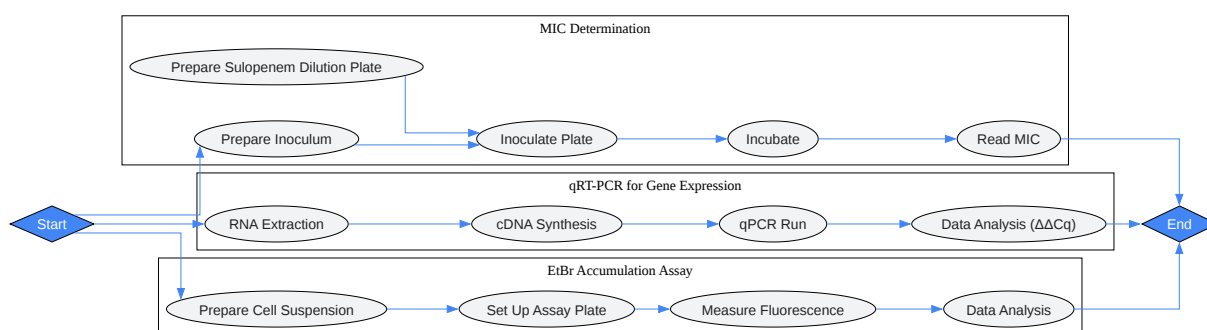 MIC Determination
Prepare Sulopenem Dilution Plate
Prepare Inoculum
Inoculate Plate
Incubate
Read MIC
qRT-PCR for Gene Expression
Start
RNA Extraction
cDNA Synthesis
qPCR Run
Data Analysis (ΔΔCq)
End
EtBr Accumulation Assay
Prepare Cell Suspension
Set Up Assay Plate
Measure Fluorescence
Data Analysis